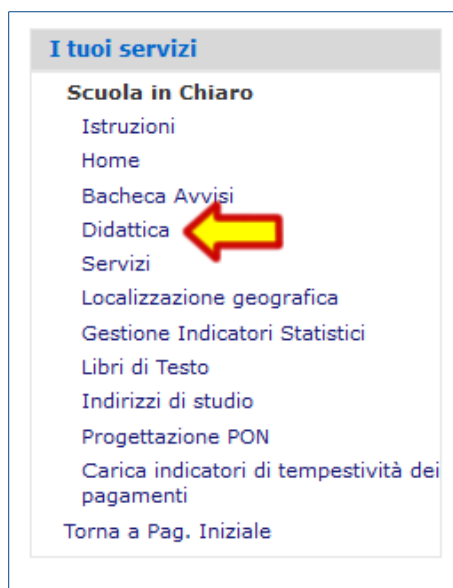 I tuoi servizi
Scuola in Chiaro
Istruzioni
Home
Bacheca Avvisi
Didattica
Servizi
Localizzazione geografica
Gestione Indicatori Statistici
Libri di Testo
Indirizzi di studio
Progettazione PON
Carica indicatori di tempestività dei
pagamenti
Torna a Pag. Iniziale